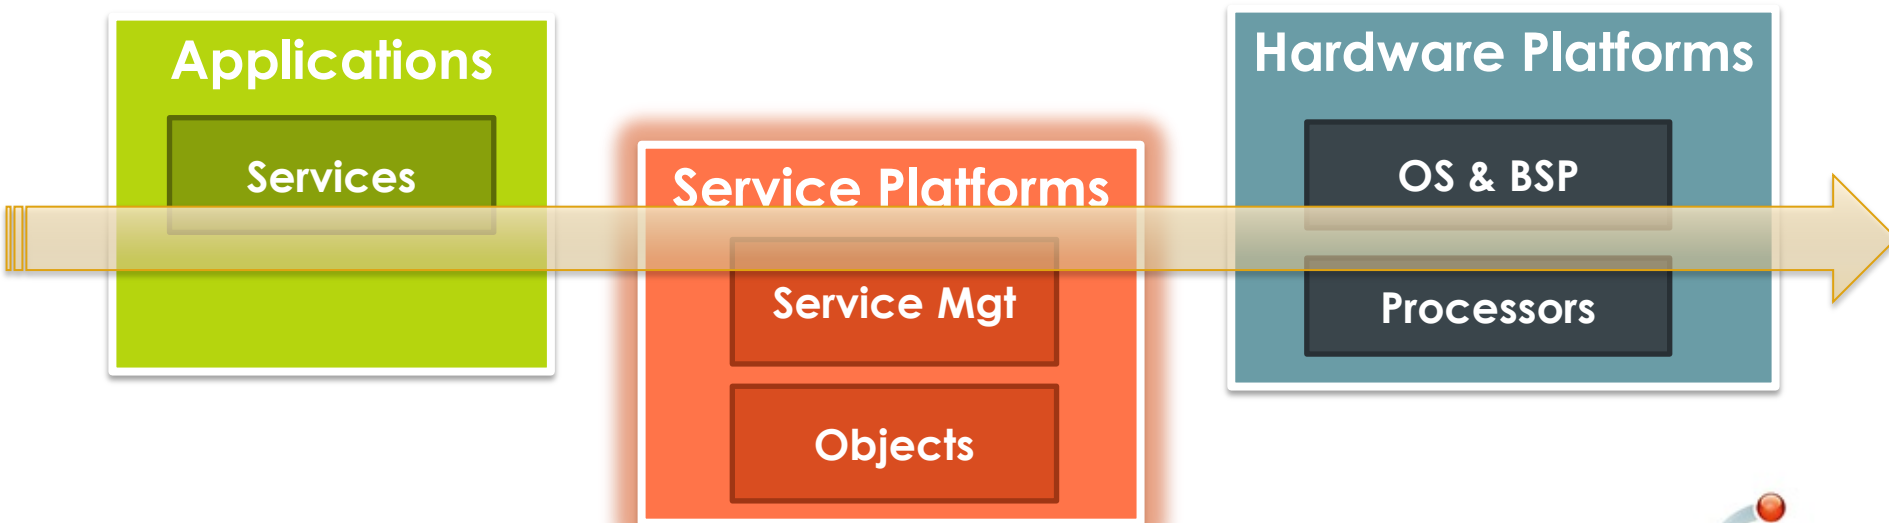 Applications
Services
Service Platforms
Service Mgt
Objects
Hardware Platforms
OS & BSP
Processors